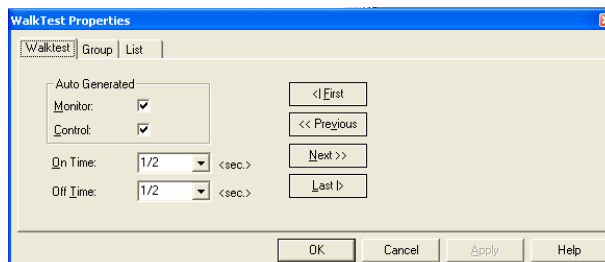 WalkTest Properties
Walktest Group List
Auto Generated
Monitor:
Control:
On Time: 1/2 <sec.>
Off Time: 1/2 <sec.>
<| First
<< Previous
Next >>
Last |>
OK Cancel Apply Help